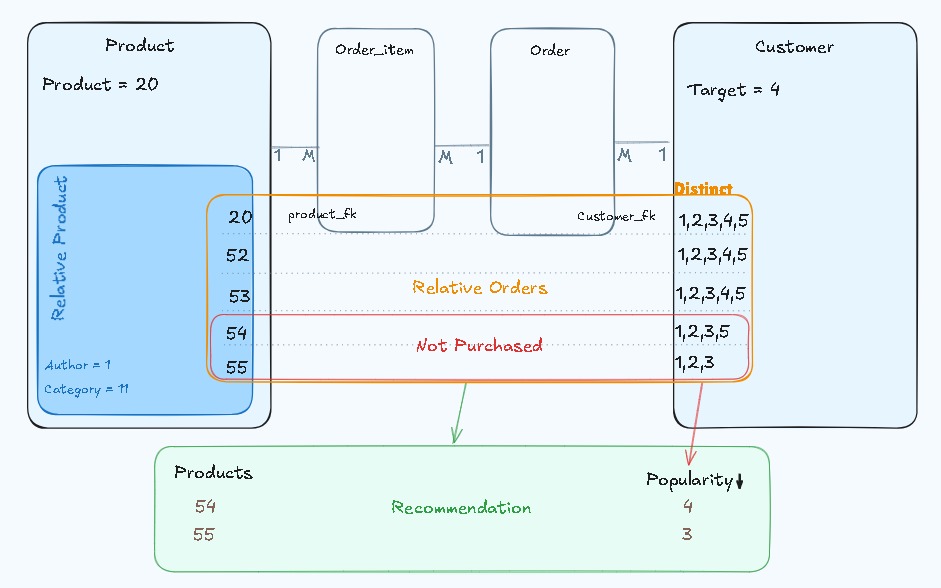 Product
Order_item
Order
Customer
Product = 20
Target = 4
1 M
M 1
M 1
Relative Product
Distinct
20
product_fk
Customer_fk
1,2,3,4,5
52
1,2,3,4,5
53
Relative Orders
1,2,3,4,5
54
Not Purchased
1,2,3,5
55
1,2,3
Author = 1
Category = 11
Products
Popularity⬇
54
Recommendation
4
55
3